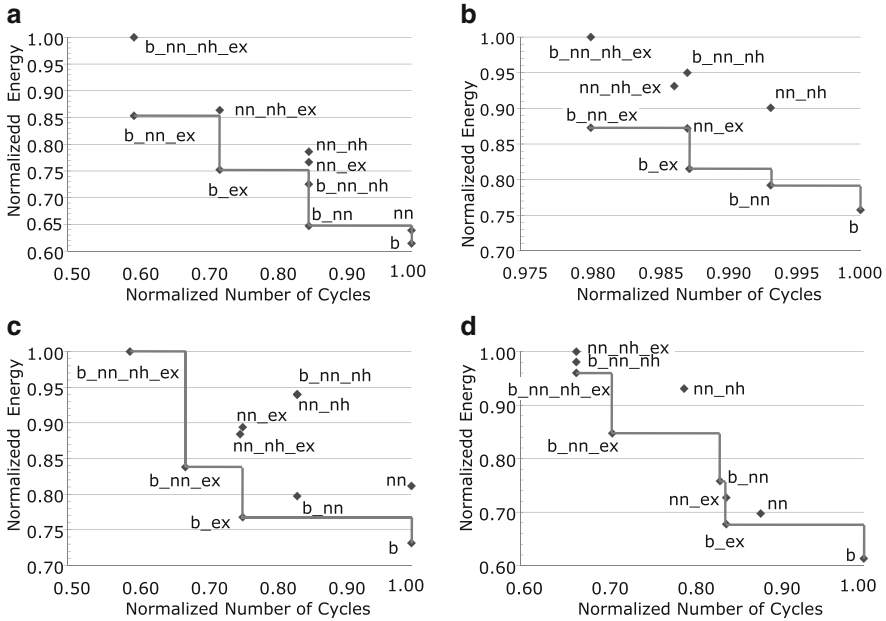 a
Normalizedd Energy
1.00
0.95
0.90
0.85
0.80
0.75
0.70
0.65
0.60
b_nn_nh_ex
nn_nh_ex
b_nn_ex
nn_nh
nn_ex
b_nn_nh
b_ex
b_nn
nn
b
0.50
0.60
0.70
0.80
0.90
1.00
Normalized Number of Cycles
b
Normalizedd Energy
1.00
0.95
0.90
0.85
0.80
0.75
0.70
b_nn_nh_ex
b_nn_nh
nn_nh_ex
nn_nh
b_nn_ex
nn_ex
b_ex
b_nn
b
0.975
0.980
0.985
0.990
0.995
1.000
Normalized Number of Cycles
c
Normalizedd Energy
1.00
0.95
0.90
0.85
0.80
0.75
0.70
b_nn_nh_ex
b_nn_nh
nn_nh
nn_ex
nn_nh_ex
b_nn_ex
nn
b_nn
b_ex
b
0.50
0.60
0.70
0.80
0.90
1.00
Normalized Number of Cycles
d
Normalizedd Energy
1.00
0.90
0.80
0.70
0.60
nn_nh_ex
b_nn_nh
b_nn_nh_ex
nn_nh
b_nn_ex
b_nn
nn_ex
nn
b_ex
b
0.60
0.70
0.80
0.90
1.00
Normalized Number of Cycles